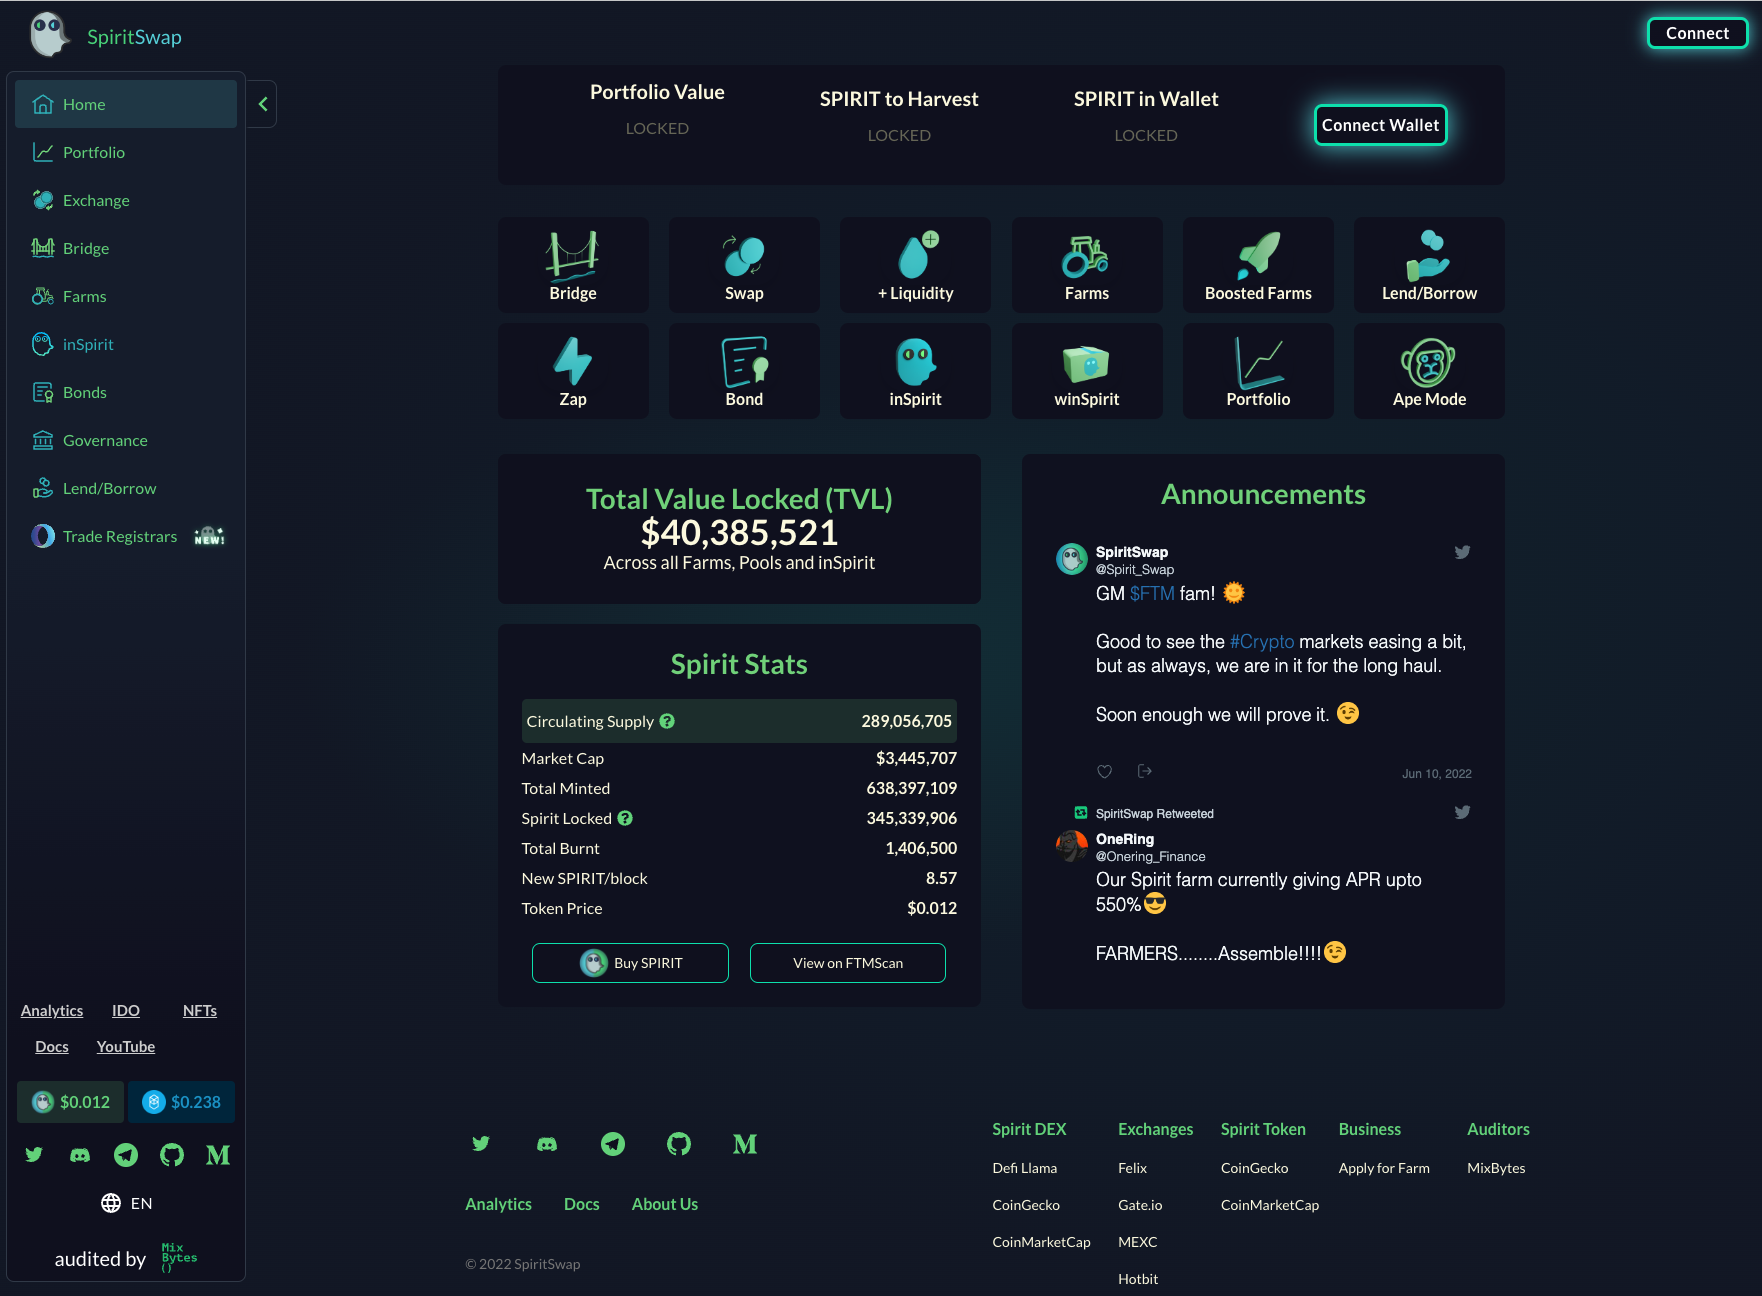 SpiritSwap
Connect
Home
Portfolio
Exchange
Bridge
Farms
inSpirit
Bonds
Governance
Lend/Borrow
Trade Registrars NEW!
Analytics IDO NFTs
Docs YouTube
$0.012 $0.238
EN
audited by Mix
Bytes
()
Portfolio Value
LOCKED
SPIRIT to Harvest
LOCKED
SPIRIT in Wallet
LOCKED
Connect Wallet
Bridge
Swap
+ Liquidity
Farms
Boosted Farms
Lend/Borrow
Zap
Bond
inSpirit
winSpirit
Portfolio
Ape Mode
Total Value Locked (TVL)
$40,385,521
Across all Farms, Pools and inSpirit
Spirit Stats
Circulating Supply ? 289,056,705
Market Cap $3,445,707
Total Minted 638,397,109
Spirit Locked ? 345,339,906
Total Burnt 1,406,500
New SPIRIT/block 8.57
Token Price $0.012
Buy SPIRIT View on FTMScan
Announcements
SpiritSwap
@Spirit_Swap
GM $FTM fam! 🌞
Good to see the #Crypto markets easing a bit,
but as always, we are in it for the long haul.
Soon enough we will prove it. 😉
Jun 10, 2022
SpiritSwap Retweeted
OneRing
@Onering_Finance
Our Spirit farm currently giving APR upto
550%😎
FARMERS........Assemble!!!!😉
Analytics Docs About Us
© 2022 SpiritSwap
Spirit DEX
Defi Llama
CoinGecko
CoinMarketCap
Exchanges
Felix
Gate.io
MEXC
Hotbit
Spirit Token
CoinGecko
CoinMarketCap
Business
Apply for Farm
Auditors
MixBytes